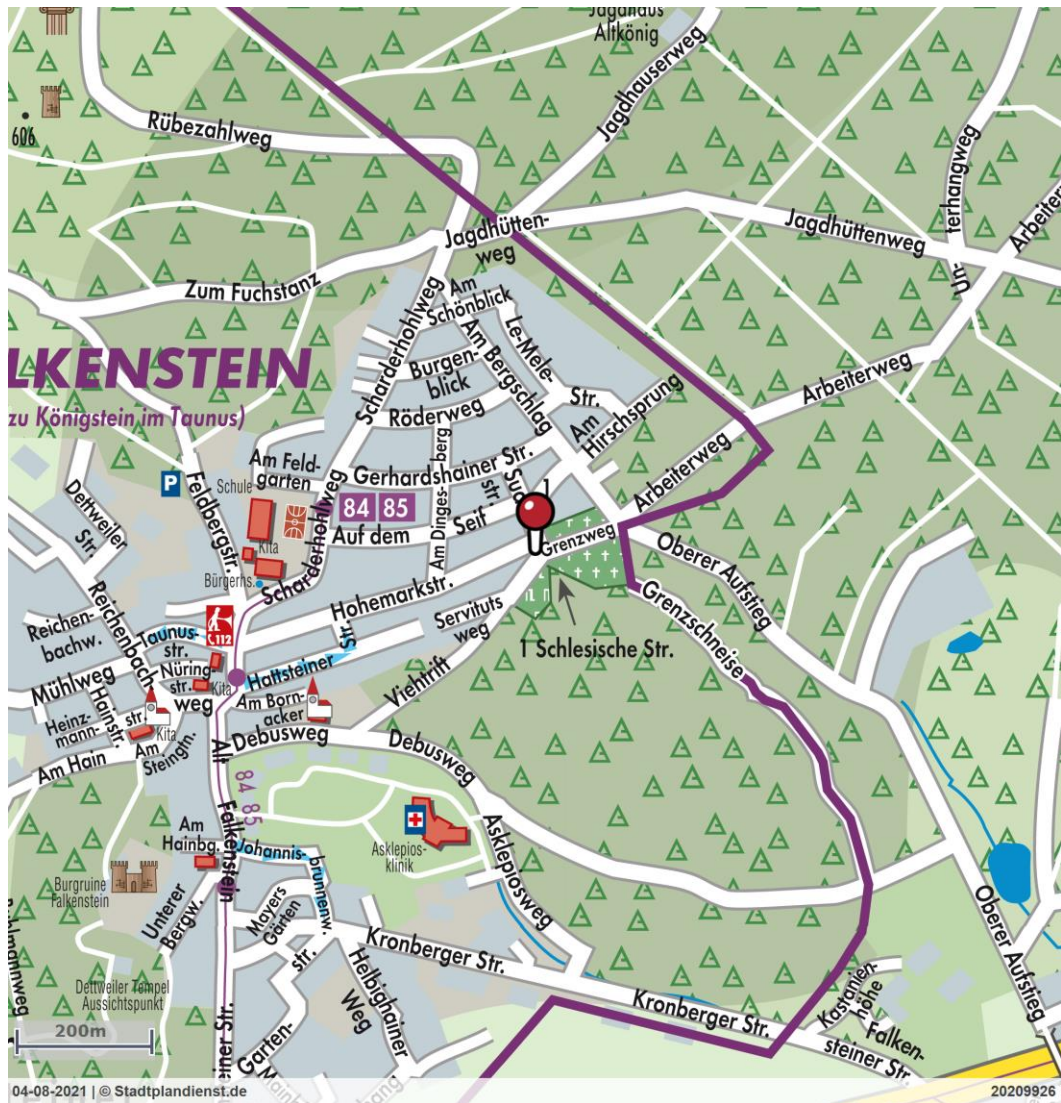 Jagdhaus
Altkönig
606
Rübezahlweg
Jagdhauserweg
Un-
terhangweg
Arbeiterw
Jagdhütten-
weg
Jagdhüttenweg
Zum Fuchstanz
Am
Schönblick
Le-Mele-
Str.
Scharderhohlweg
Burgen-
blick
Am Bergschlag
LKENSTEIN
(zu Königstein im Taunus)
Röderweg
Arbeiterweg
Am
Hirschsprung
Am Feld-
garten
Gerhardshainer Str.
Am Dinges-
berg
Arbeiterweg
P
Schule
Feldbergstr.
84 85
Seif
str.
1
Dettweiler
Str.
Kita
Auf dem
Grenzweg
Oberer Aufstieg
Bürgerhs.
Scharderhohlweg
Hohemarkstr.
Reichen-
bachw.
Reichenbach
str.
Taunus-
str.
112
Servituts
weg
Grenzschneise
1 Schlesische Str.
Mühlweg
Nüring-
str.
Kita
Hattsteiner
Str.
Viehtrift
weg
Am Born-
acker
Heinz-
mann-
Hainstr.
Kita
Debusweg
Debusweg
Am Hain
Am
Steingfn.
Alt
Falkenstein
84 85
Asklepios-
klinik
Asklepiosweg
Am
Hainbg.
Johannis-
brunnenw.
Burgruine
Falkenstein
Unterer
Bergw.
Mayers
Gärten
Oberer Aufstieg
Kronberger Str.
Helbighainer
Weg
Dettweiler Tempel
Aussichtspunkt
Kastanien-
höhe
Kronberger Str.
Falken-
steiner Str.
Garten-
str.
einer Str.
200m
04-08-2021 | © Stadtplandienst.de
20209926